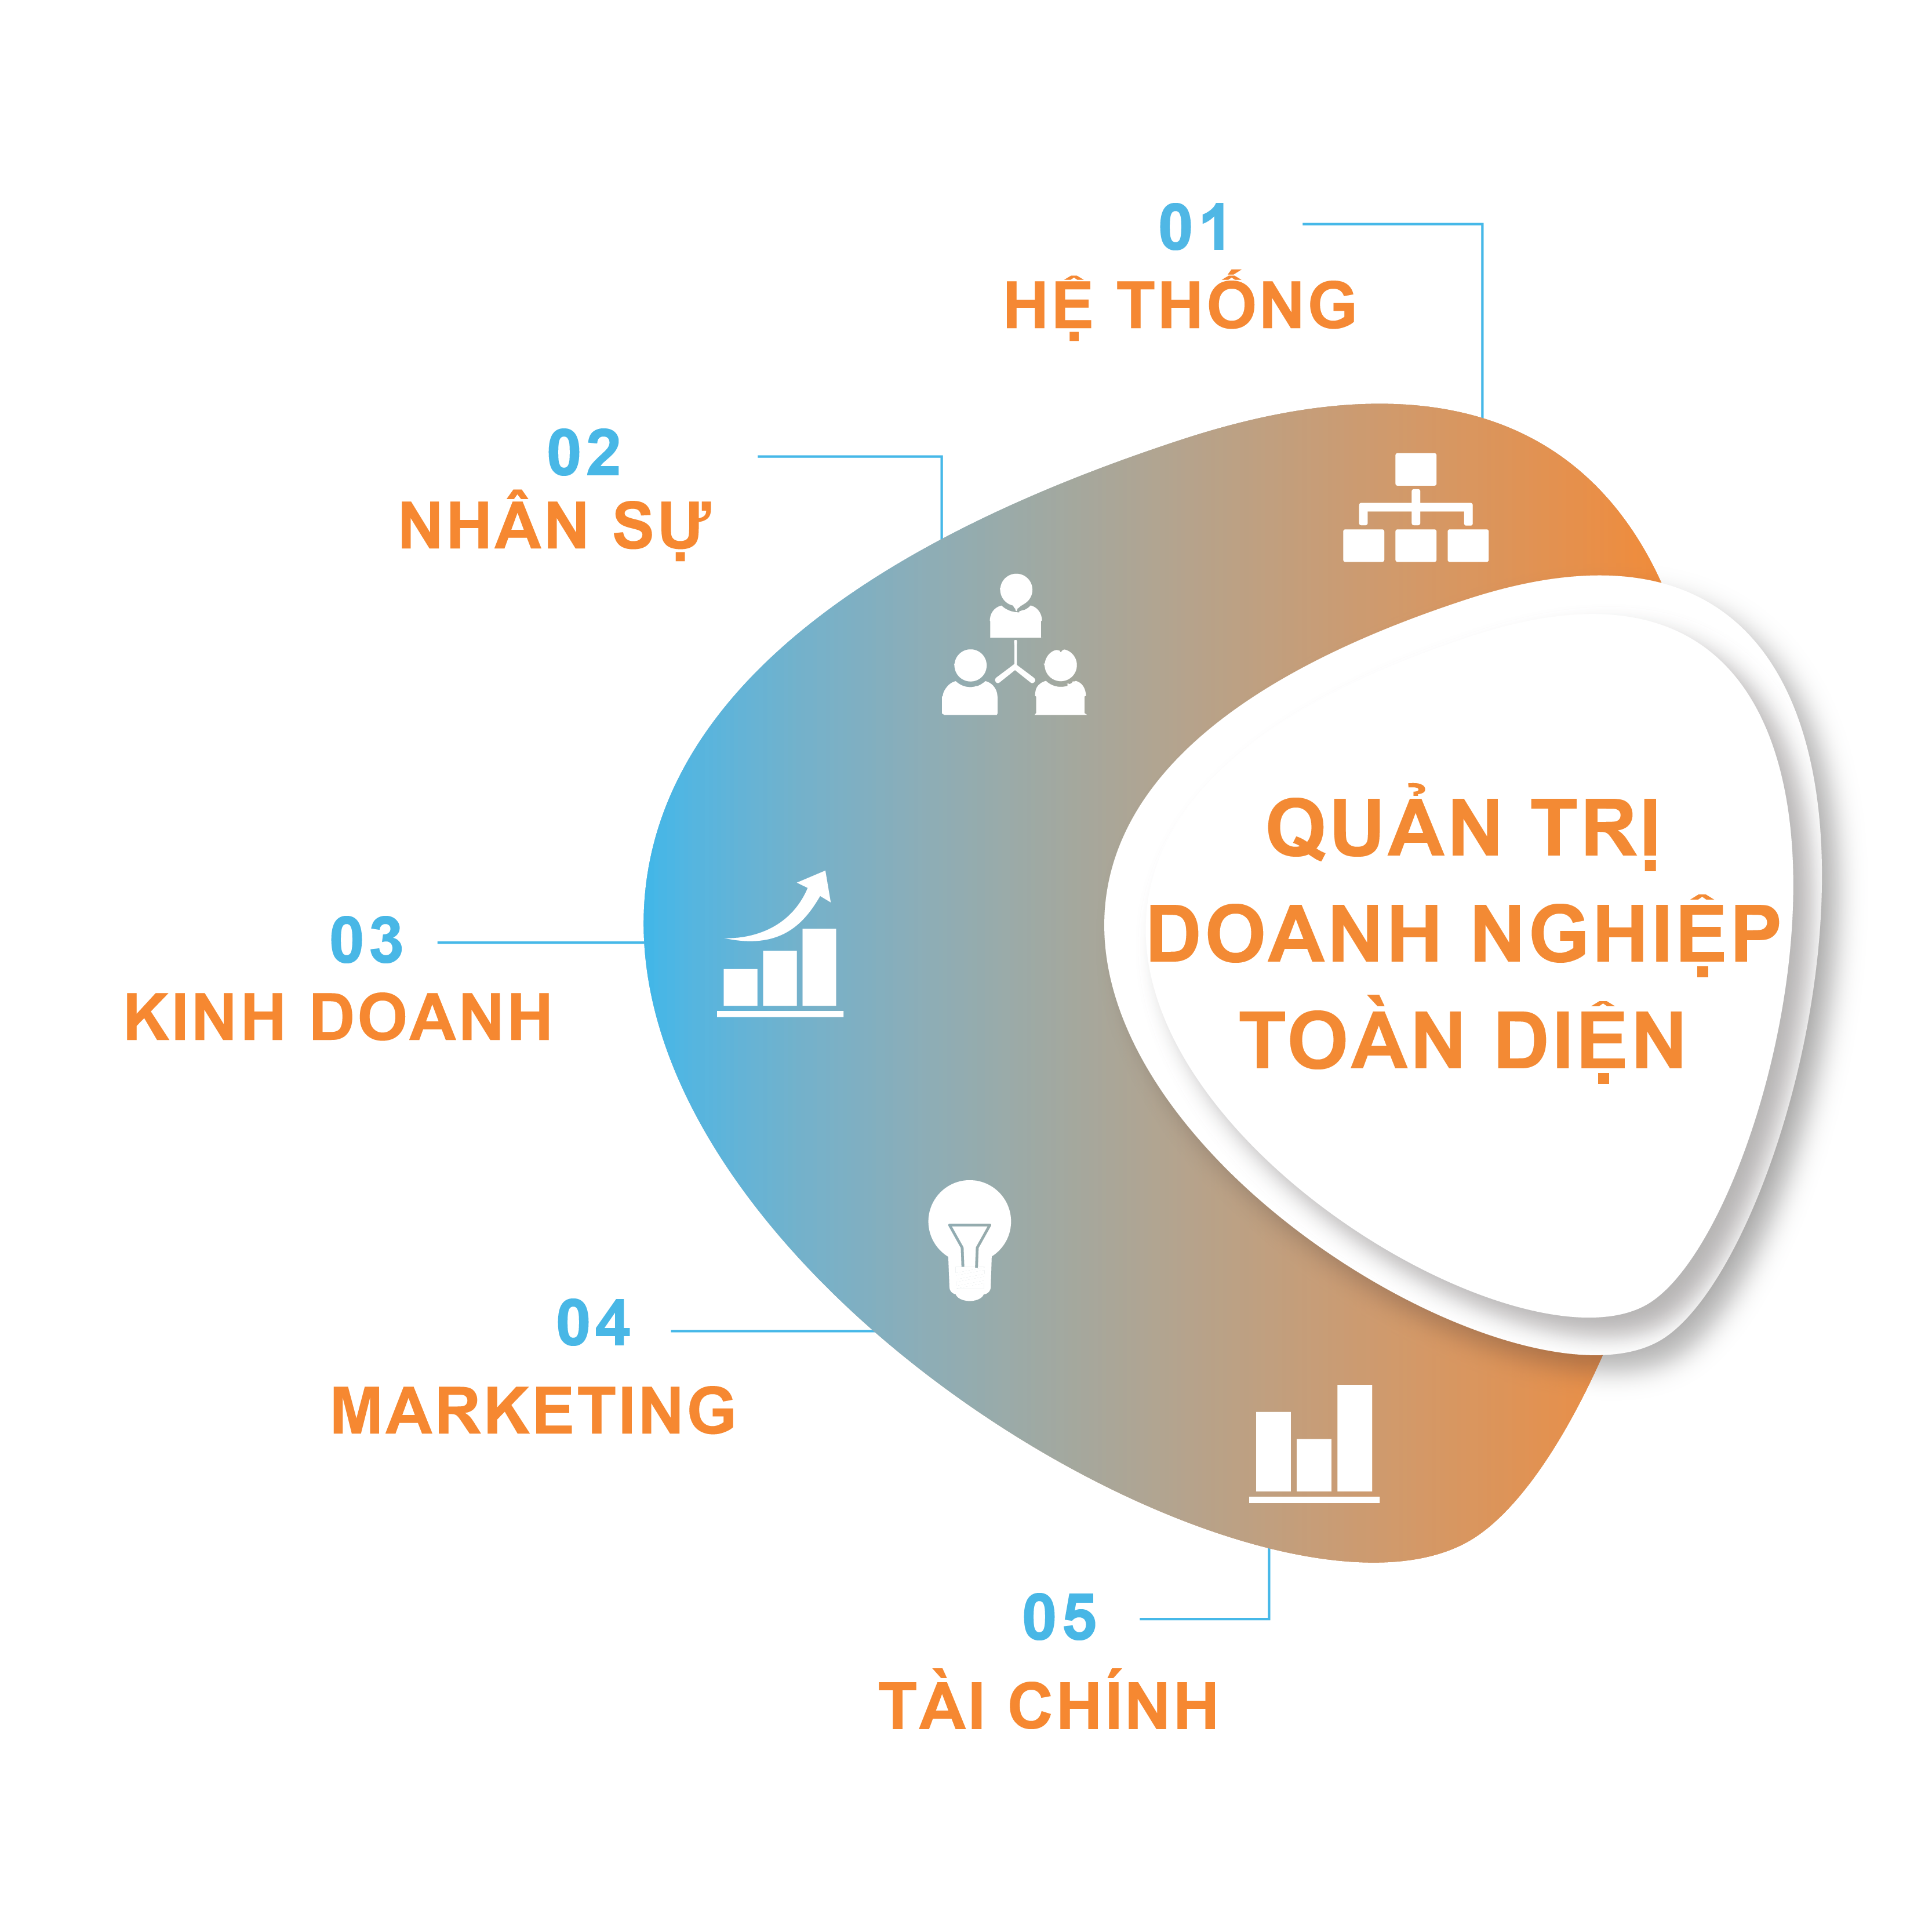 01
HỆ THỐNG
02
NHÂN SỰ
03
KINH DOANH
04
MARKETING
05
TÀI CHÍNH
QUẢN TRỊ
DOANH NGHIỆP
TOÀN DIỆN